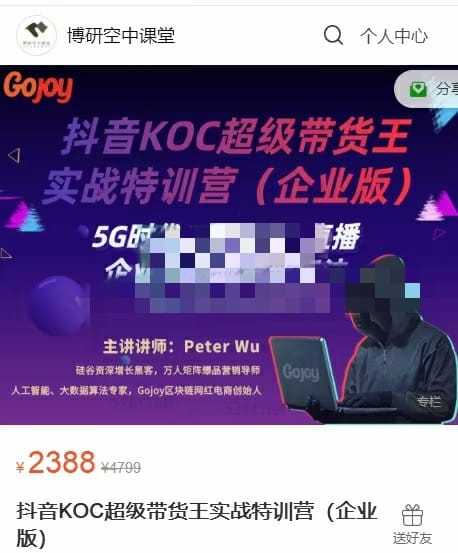 博研空中课堂
个人中心
Gojoy
分享
抖音KOC超级带货王
实战特训营（企业版）
5G时
直播
企业
主讲讲师：Peter Wu
硅谷资深增长黑客，万人矩阵爆品营销导师
人工智能、大数据算法专家，Gojoy区块链网红电商创始人
Gojoy
专栏
¥2388 ¥4799
抖音KOC超级带货王实战特训营（企业
版）
送好友